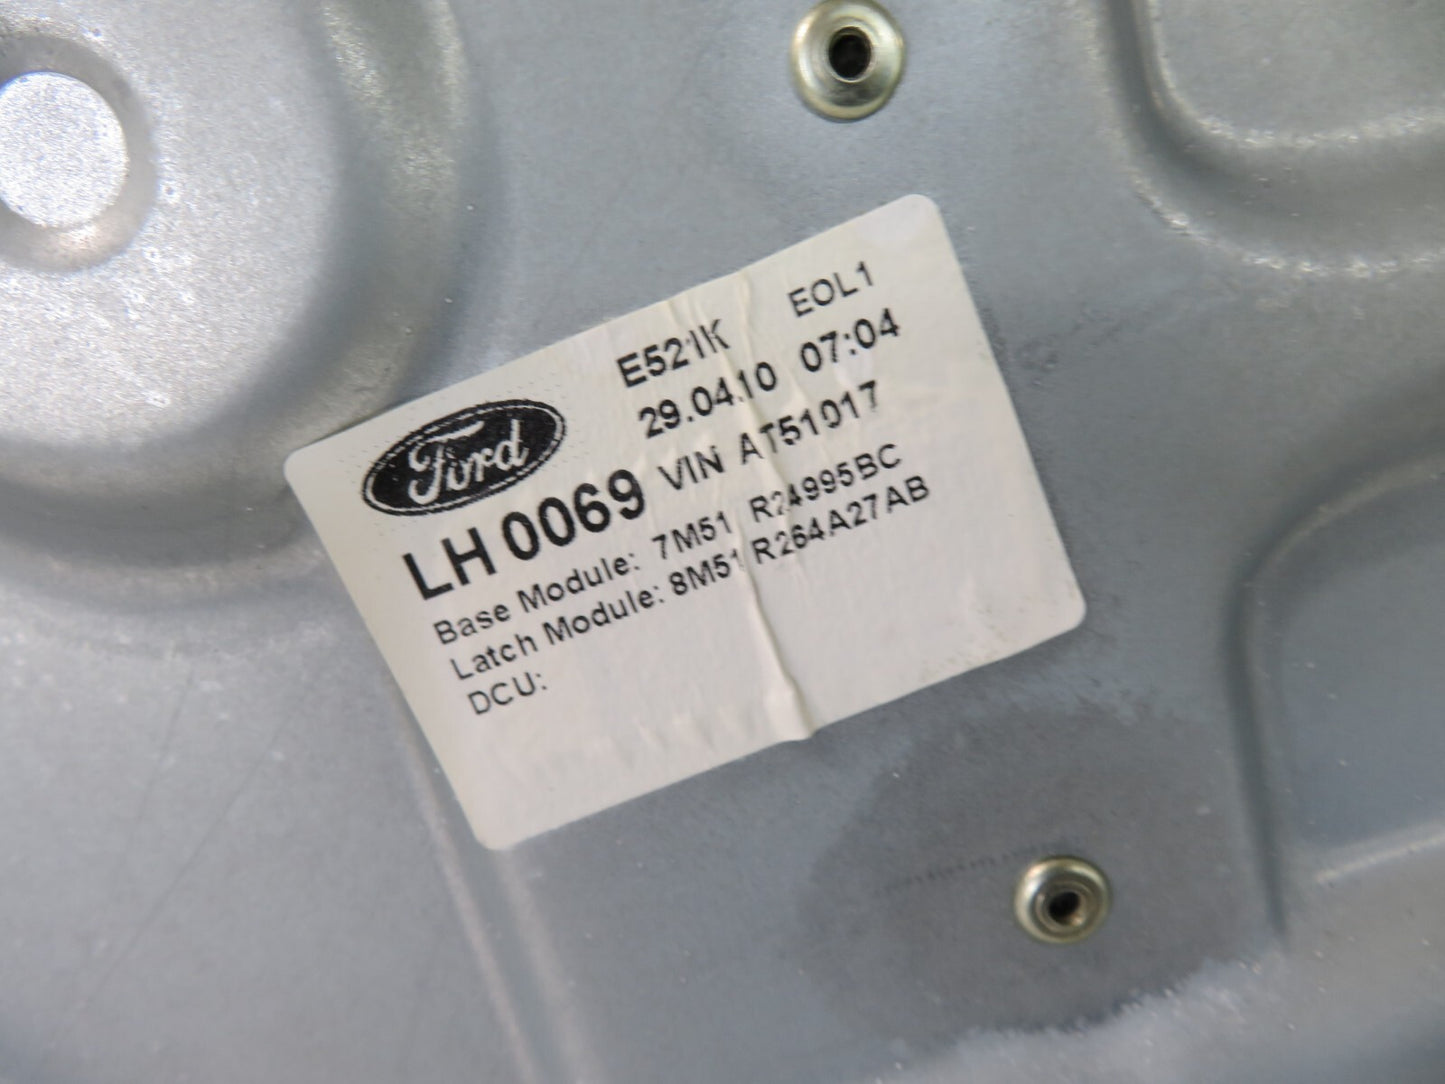 E521K EOL1
29.04.10 07:04
Ford
LH 0069 VIN AT51017
Base Module: 7M51 R24995BC
Latch Module: 8M51 R264A27AB
DCU: